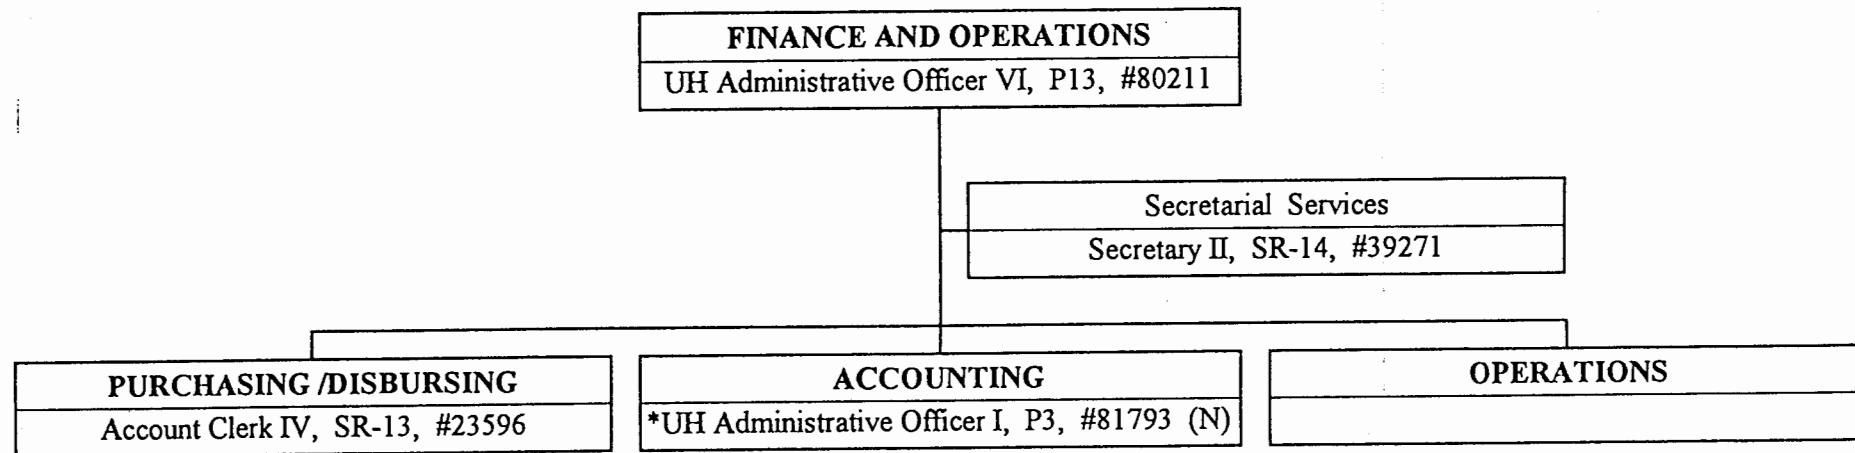 FINANCE AND OPERATIONS
UH Administrative Officer VI, P13, #80211
Secretarial Services
Secretary II, SR-14, #39271
PURCHASING /DISBURSING
Account Clerk IV, SR-13, #23596
ACCOUNTING
*UH Administrative Officer I, P3, #81793 (N)
OPERATIONS